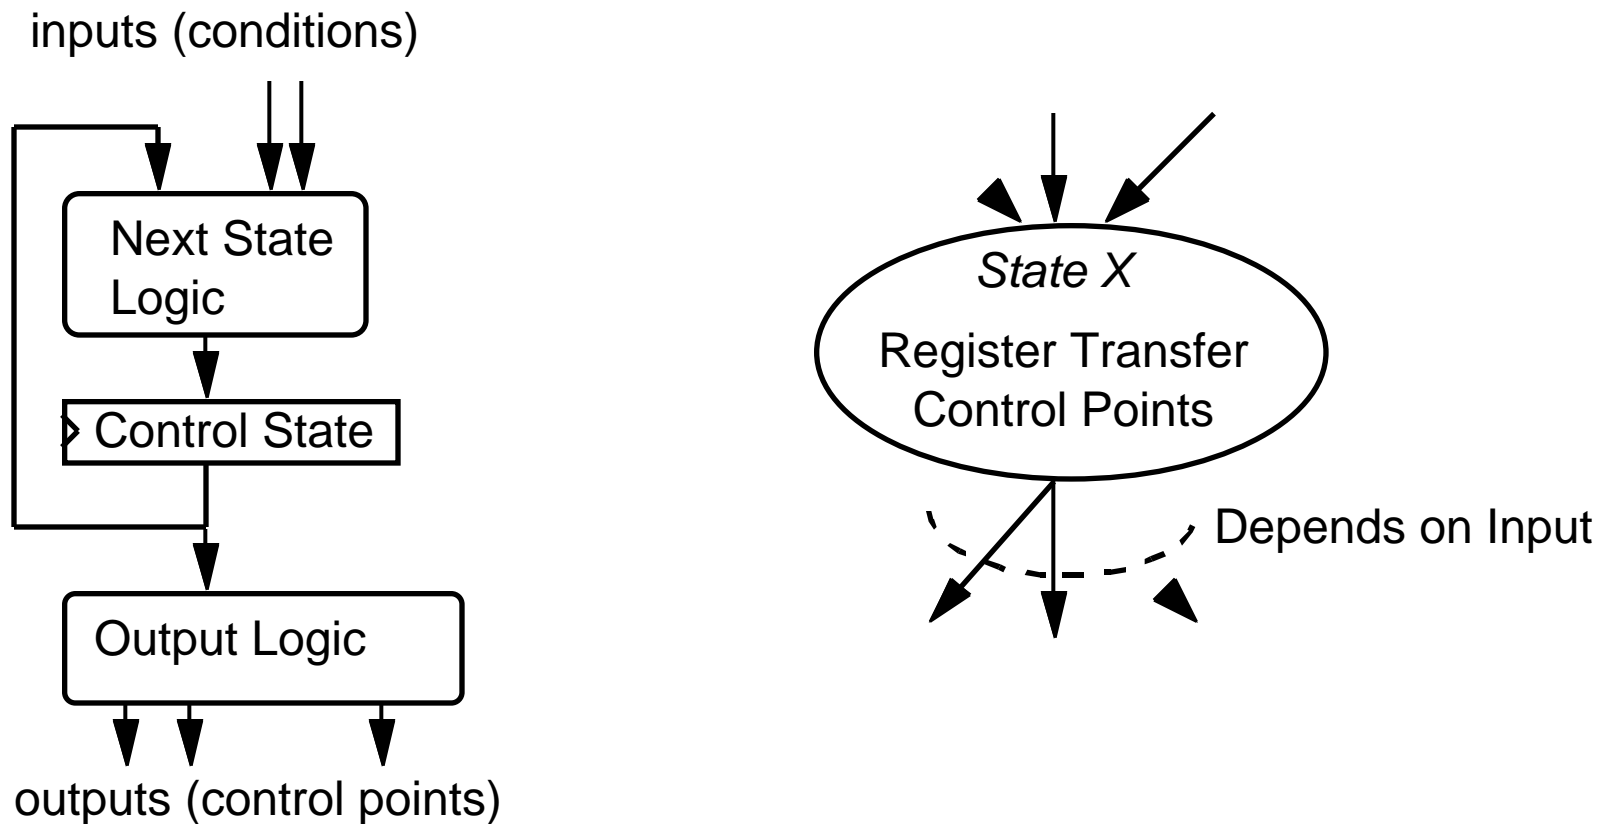 inputs (conditions)
Next State
Logic
Control State
Output Logic
outputs (control points)
State X
Register Transfer
Control Points
Depends on Input